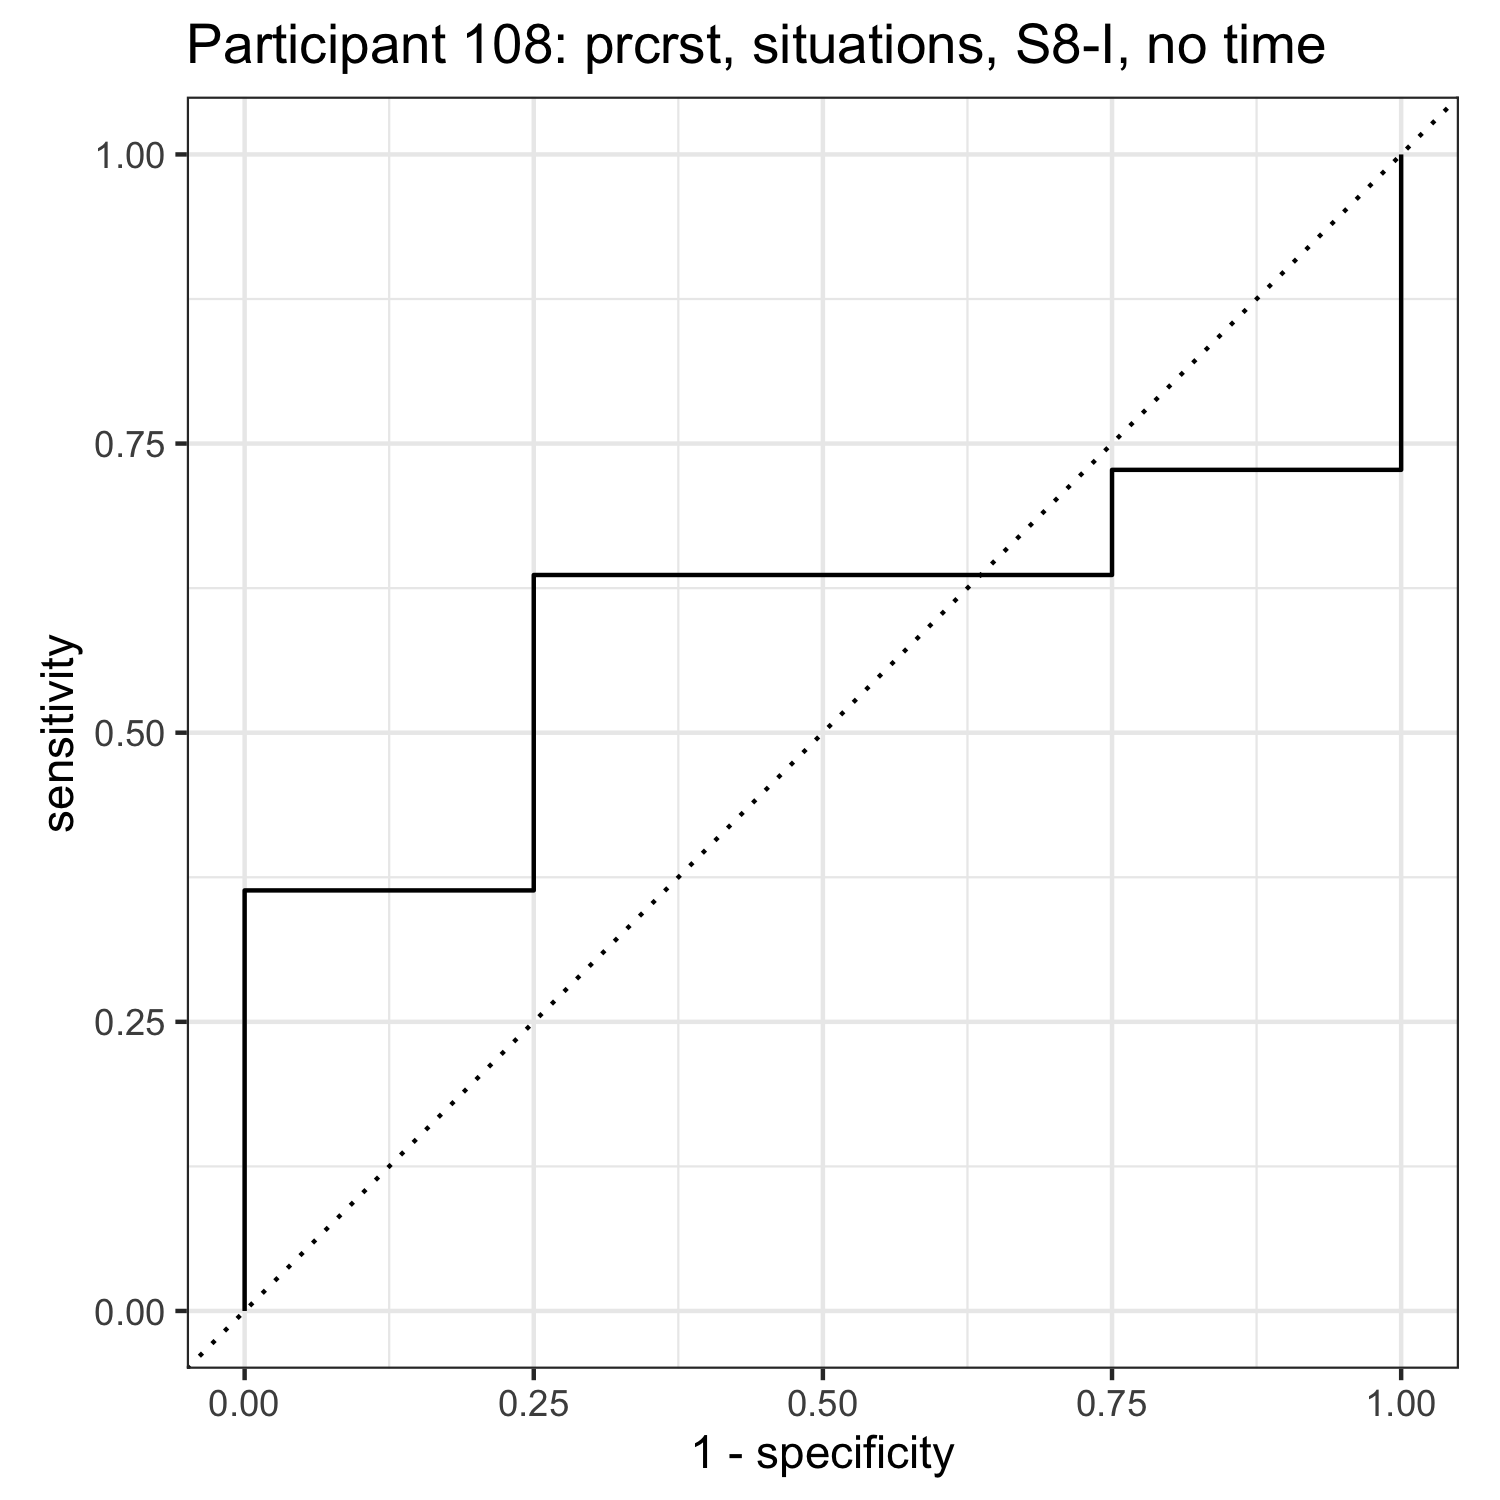 Participant 108: prcrst, situations, S8-I, no time
1.00
0.75
0.50
0.25
0.00
sensitivity
0.00 0.25 0.50 0.75 1.00
1 - specificity